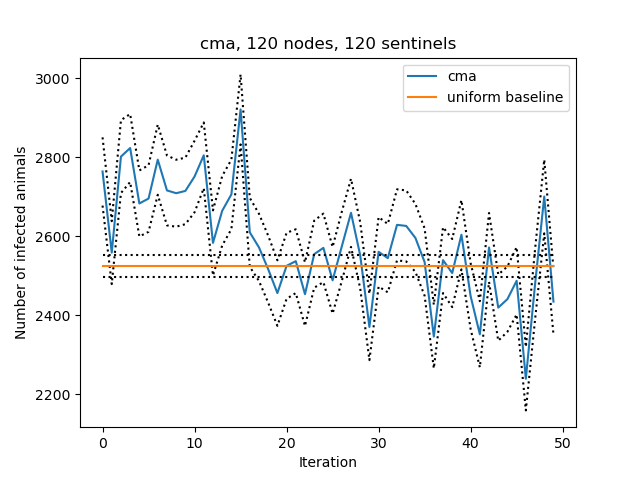 cma, 120 nodes, 120 sentinels
cma
uniform baseline
Number of infected animals
3000
2800
2600
2400
2200
0 10 20 30 40 50
Iteration